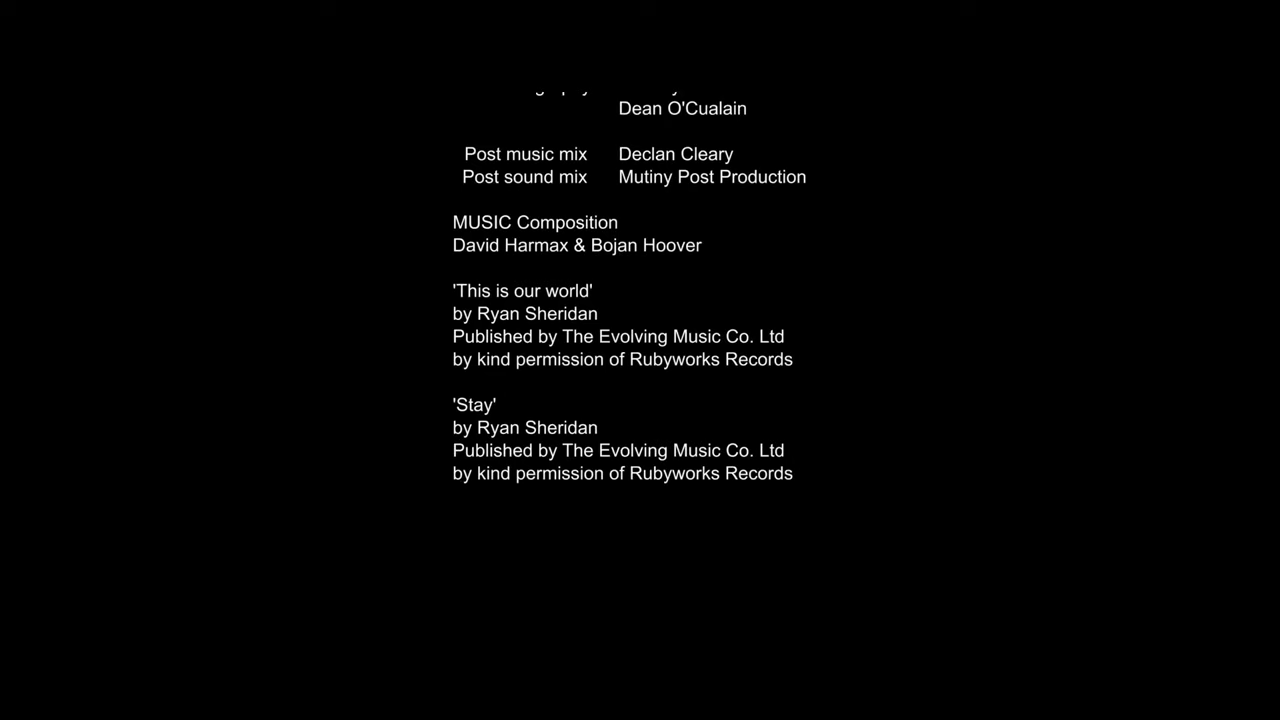 Dean O'Cualain
Post music mix Declan Cleary
Post sound mix Mutiny Post Production
MUSIC Composition
David Harmax & Bojan Hoover
'This is our world'
by Ryan Sheridan
Published by The Evolving Music Co. Ltd
by kind permission of Rubyworks Records
'Stay'
by Ryan Sheridan
Published by The Evolving Music Co. Ltd
by kind permission of Rubyworks Records